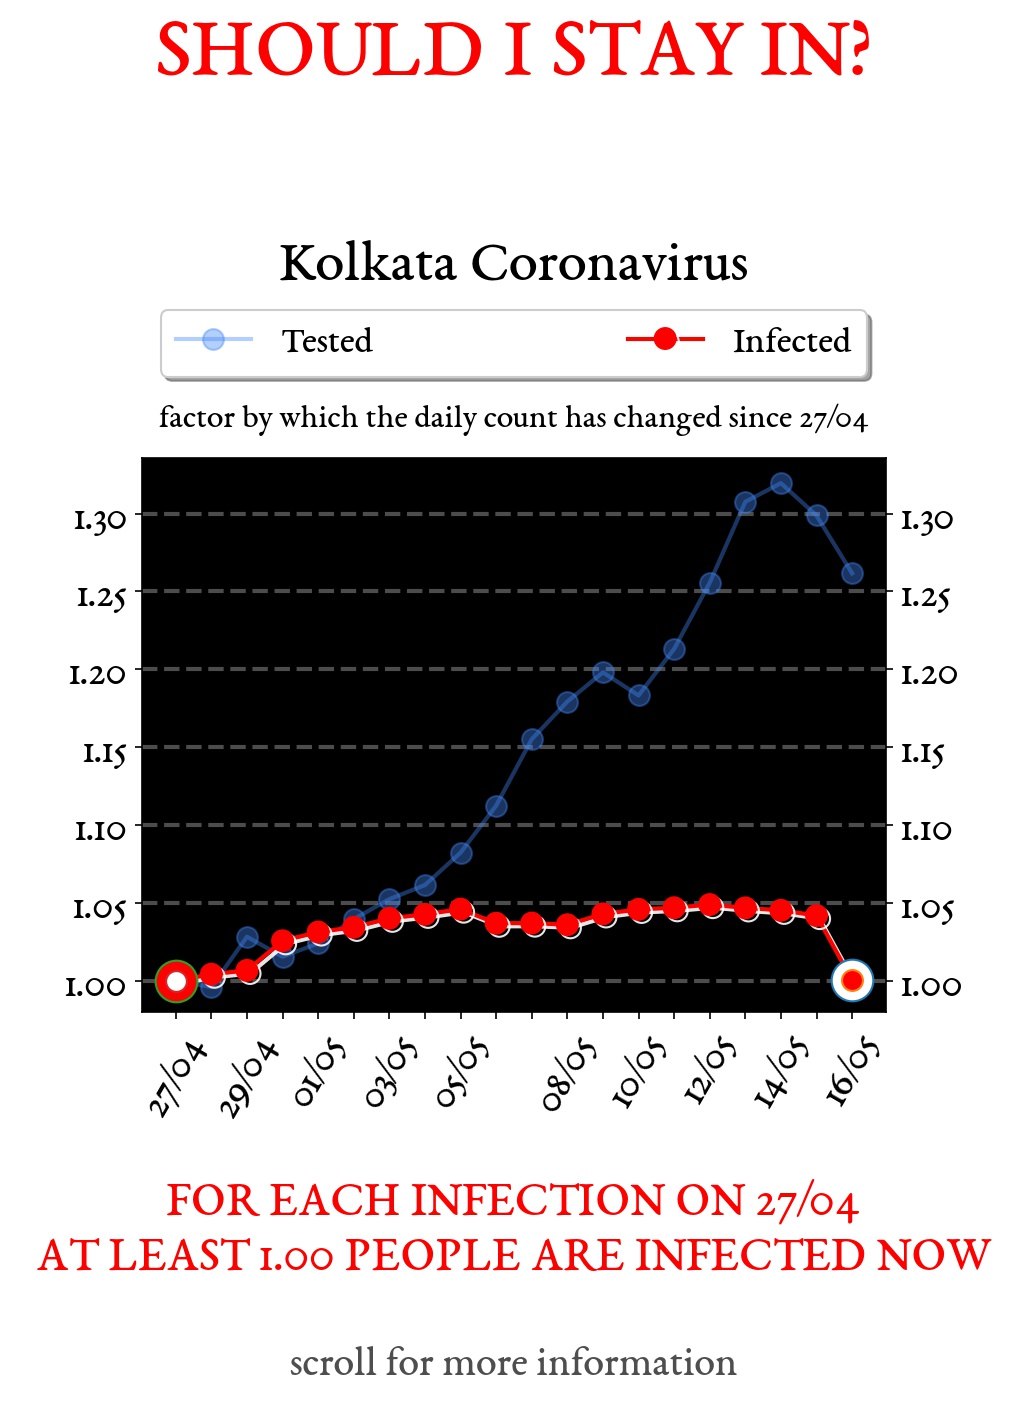 SHOULD I STAY IN?
Kolkata Coronavirus
Tested Infected
factor by which the daily count has changed since 27/04
1.30 1.30
1.25 1.25
1.20 1.20
1.15 1.15
1.10 1.10
1.05 1.05
1.00 1.00
27/04 29/04 01/05 03/05 05/05 08/05 10/05 12/05 14/05 16/05
FOR EACH INFECTION ON 27/04
AT LEAST 1.00 PEOPLE ARE INFECTED NOW
scroll for more information